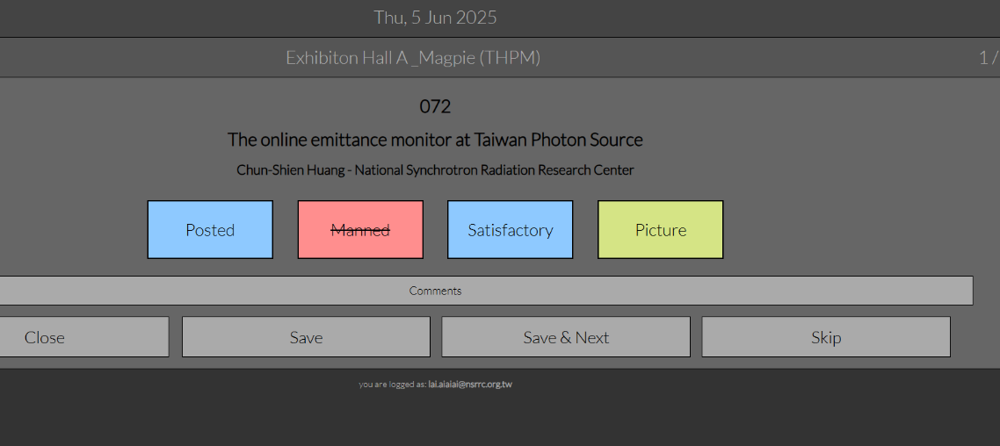 Thu, 5 Jun 2025
Exhibiton Hall A _Magpie (THPM)
1 /
072
The online emittance monitor at Taiwan Photon Source
Chun-Shien Huang - National Synchrotron Radiation Research Center
Posted
Manned
Satisfactory
Picture
Comments
Close
Save
Save & Next
Skip
you are logged as: lai.aiaiai@nsrrc.org.tw